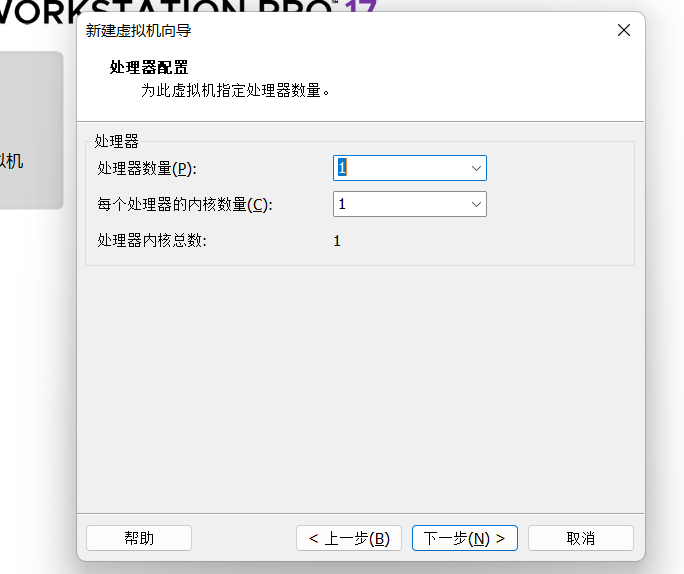 WORKSTATION PRO™ 17
新建虚拟机向导
处理器配置
为此虚拟机指定处理器数量。
拟机
处理器
处理器数量(P): 1
每个处理器的内核数量(C): 1
处理器内核总数: 1
帮助 < 上一步(B) 下一步(N) > 取消